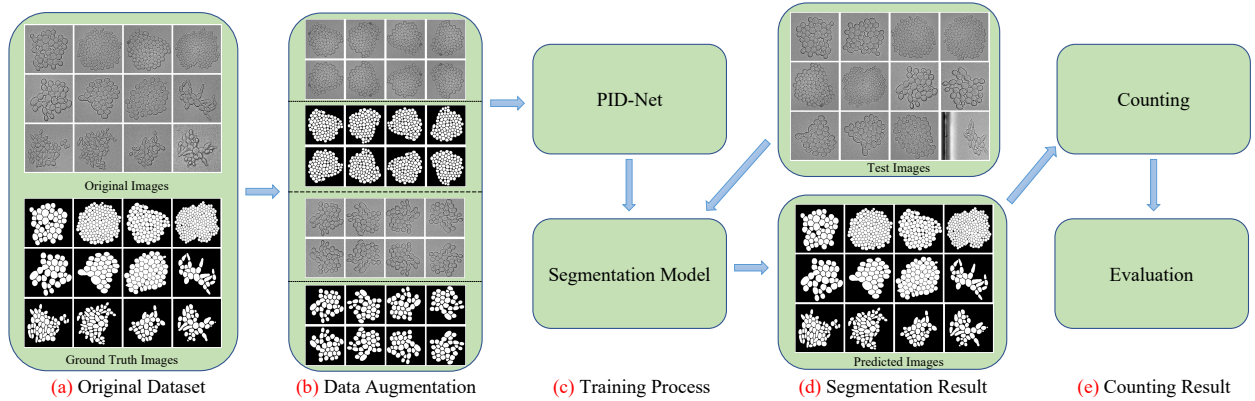 Original Images
Ground Truth Images
(a) Original Dataset
(b) Data Augmentation
PID-Net
Segmentation Model
(c) Training Process
Test Images
Predicted Images
(d) Segmentation Result
Counting
Evaluation
(e) Counting Result